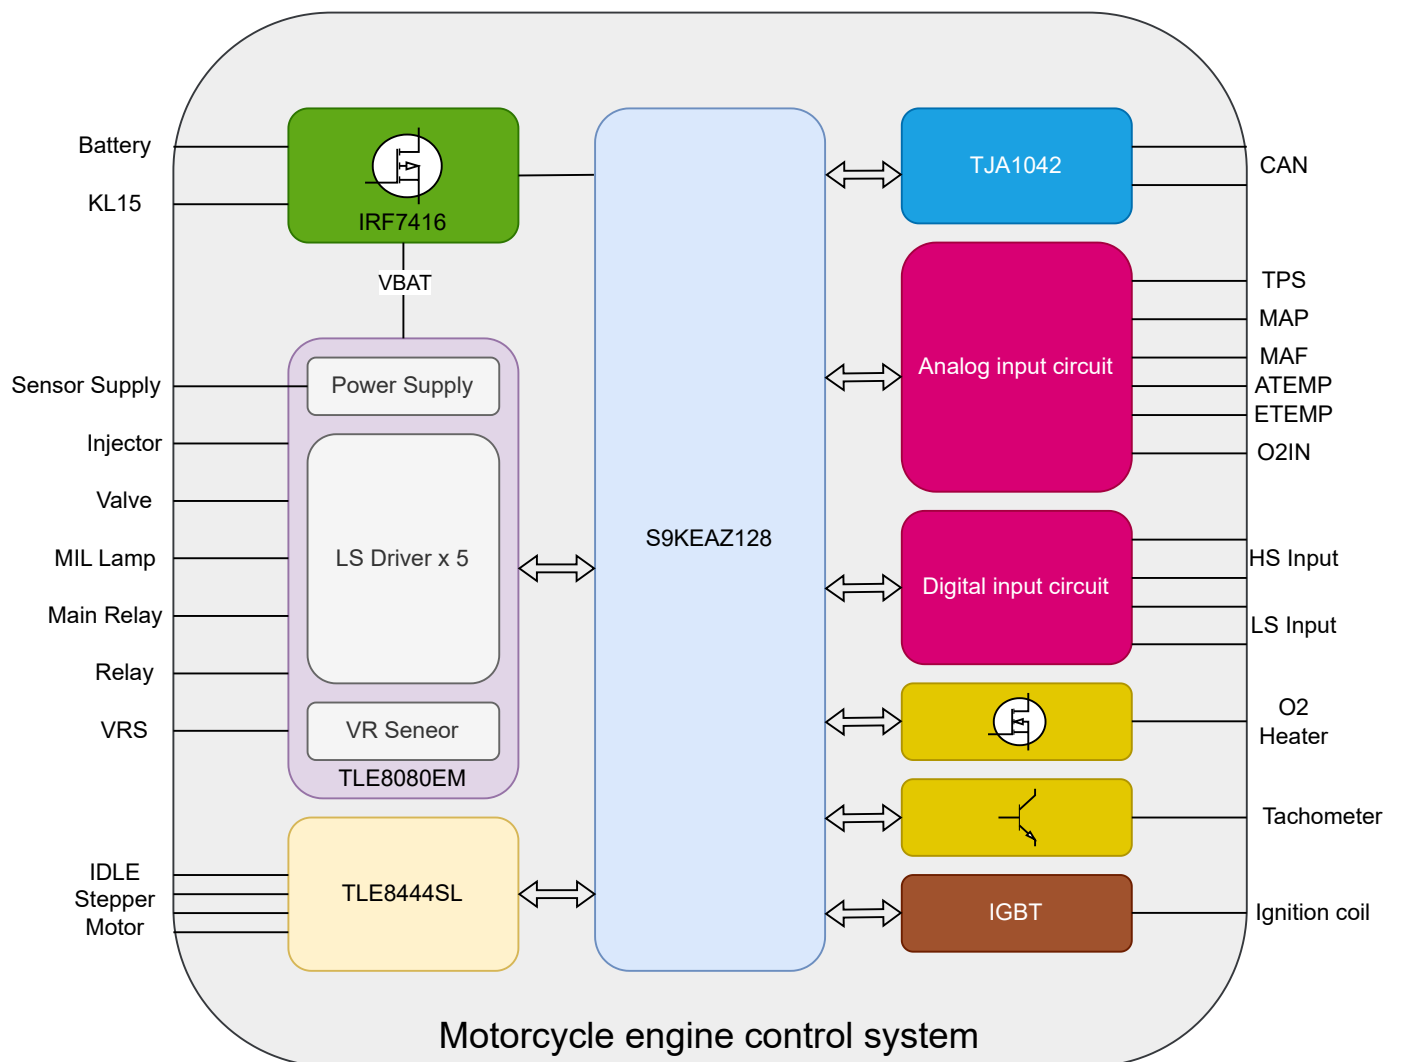 Battery
KL15
IRF7416
VBAT
Sensor Supply
Injector
Valve
MIL Lamp
Main Relay
Relay
VRS
Power Supply
LS Driver x 5
VR Seneor
TLE8080EM
IDLE
Stepper
Motor
TLE8444SL
S9KEAZ128
TJA1042
CAN
Analog input circuit
TPS
MAP
MAF
ATEMP
ETEMP
O2IN
Digital input circuit
HS Input
LS Input
O2
Heater
Tachometer
IGBT
Ignition coil
Motorcycle engine control system